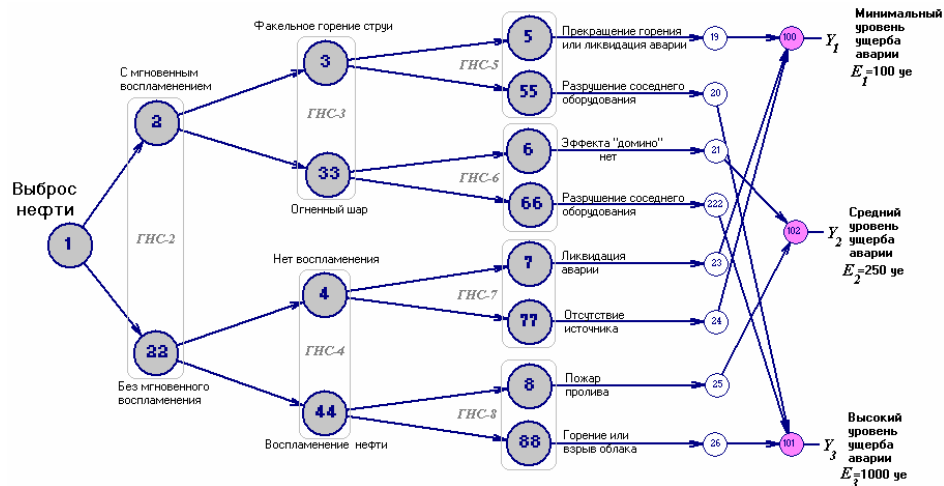 Факельное горение струи
5
Прекращение горения
или ликвидация аварии
19
100
Y1
Минимальный
уровень
ущерба
аварии
E1=100 уе
С мгновенным
воспламенением
3
ГНС-5
ГНС-3
55
Разрушение соседнего
оборудования
20
2
6
Эффекта "домино"
нет
21
33
ГНС-6
Огненный шар
66
Разрушение соседнего
оборудования
222
Выброс
нефти
1
ГНС-2
102
Y2
Средний
уровень
ущерба
аварии
E2=250 уе
Нет воспламенения
7
Ликвидация
аварии
23
4
ГНС-7
77
Отсутствие
источника
24
22
ГНС-4
Без мгновенного
воспламенения
8
Пожар
пролива
25
44
ГНС-8
Воспламенение нефти
88
Горение или
взрыв облака
26
101
Y3
Высокий
уровень
ущерба
аварии
E3=1000 уе